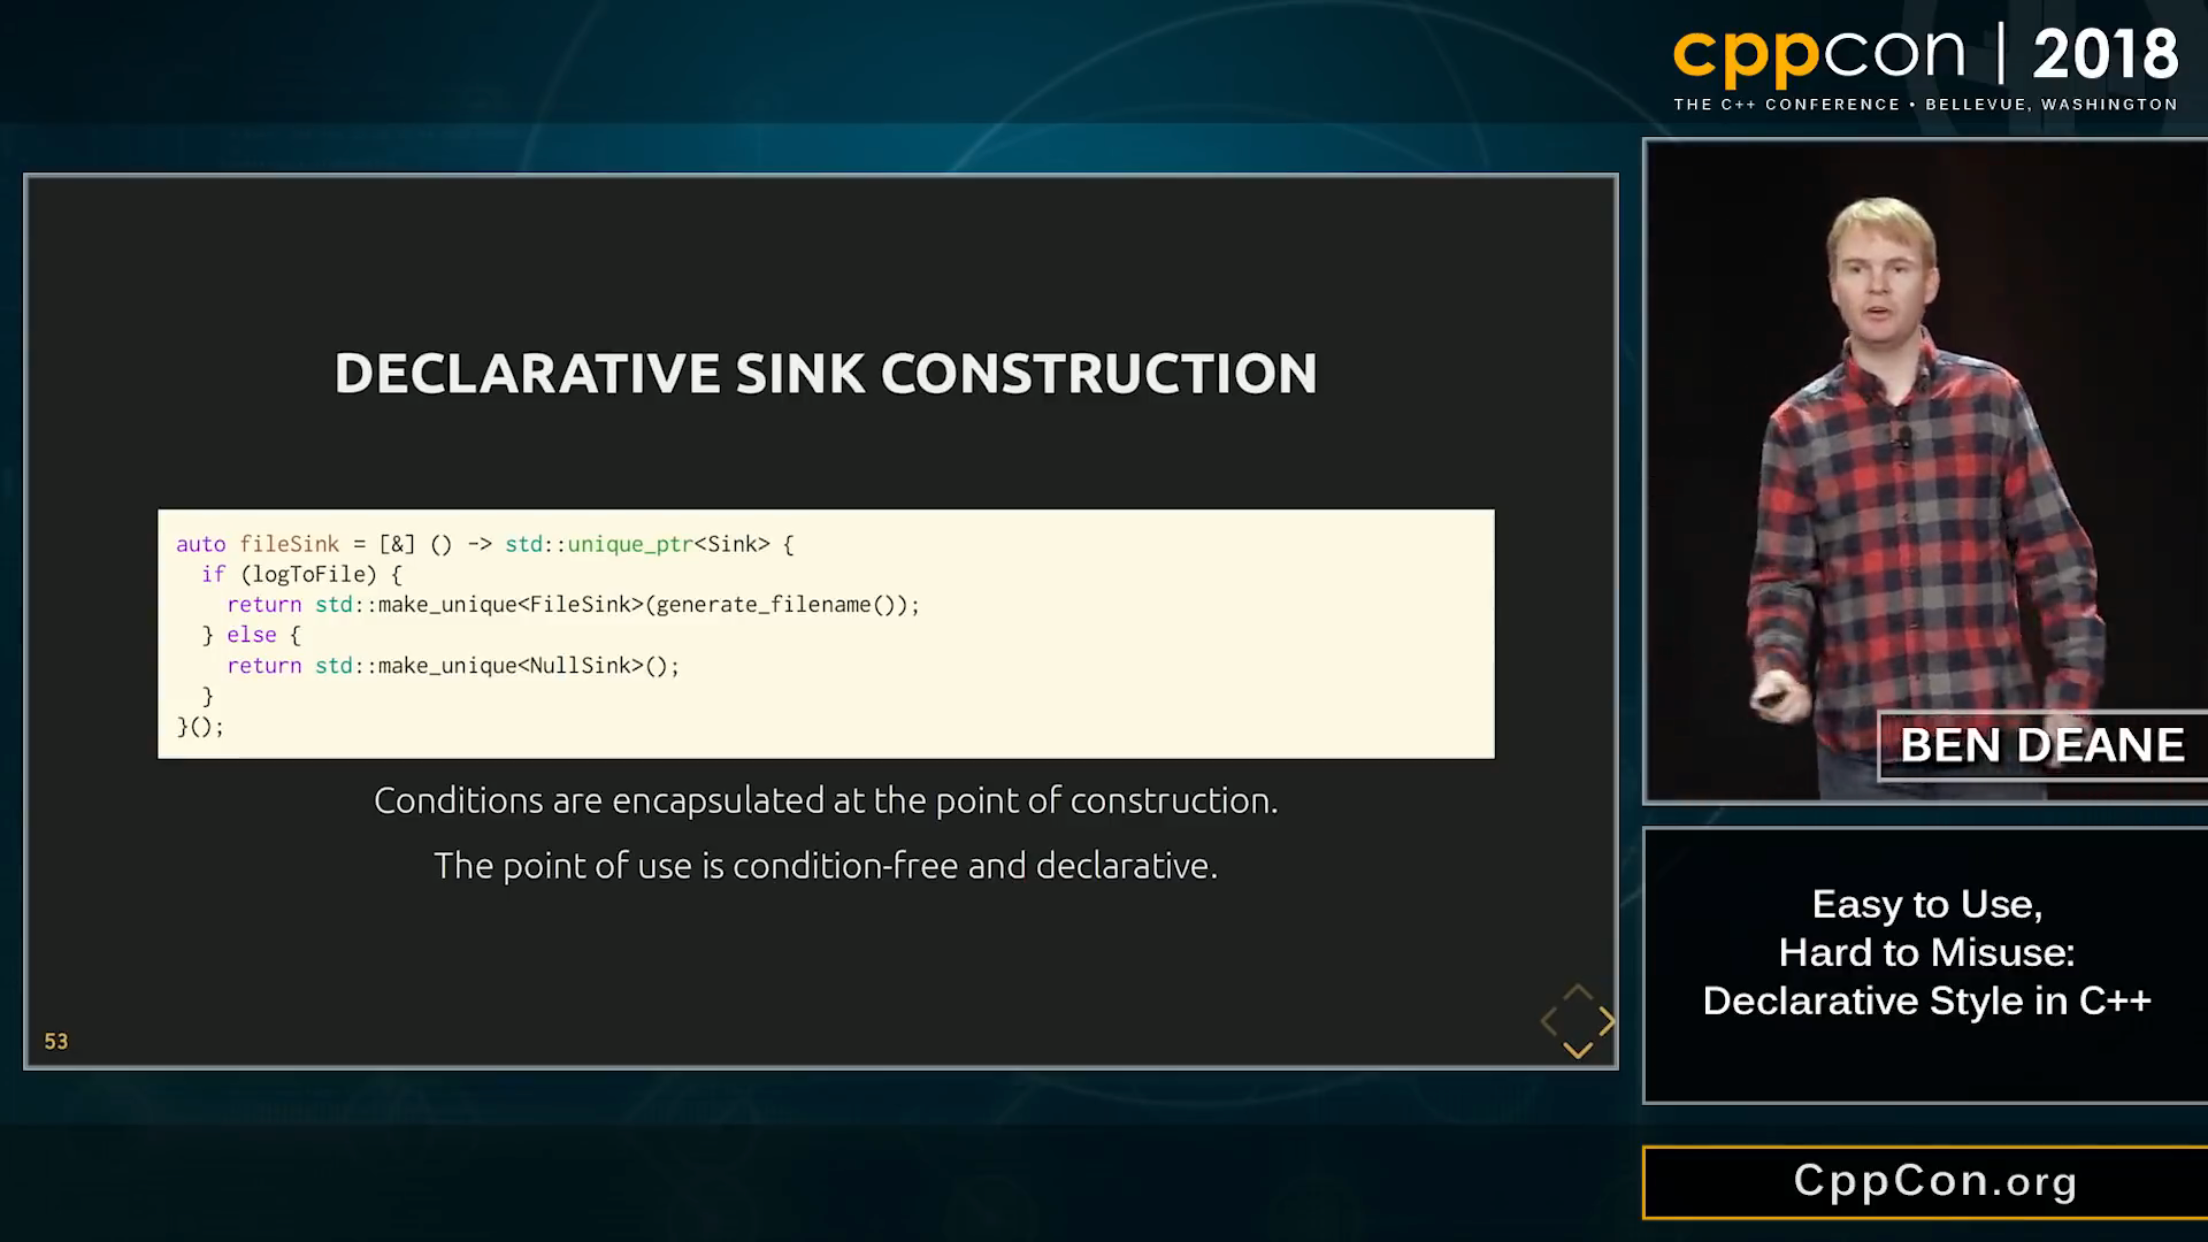 cppcon | 2018
THE C++ CONFERENCE • BELLEVUE, WASHINGTON
DECLARATIVE SINK CONSTRUCTION
auto fileSink = [&] () -> std::unique_ptr<Sink> {
  if (logToFile) {
    return std::make_unique<FileSink>(generate_filename());
  } else {
    return std::make_unique<NullSink>();
  }
}();
Conditions are encapsulated at the point of construction.
The point of use is condition-free and declarative.
53
BEN DEANE
Easy to Use,
Hard to Misuse:
Declarative Style in C++
CppCon.org